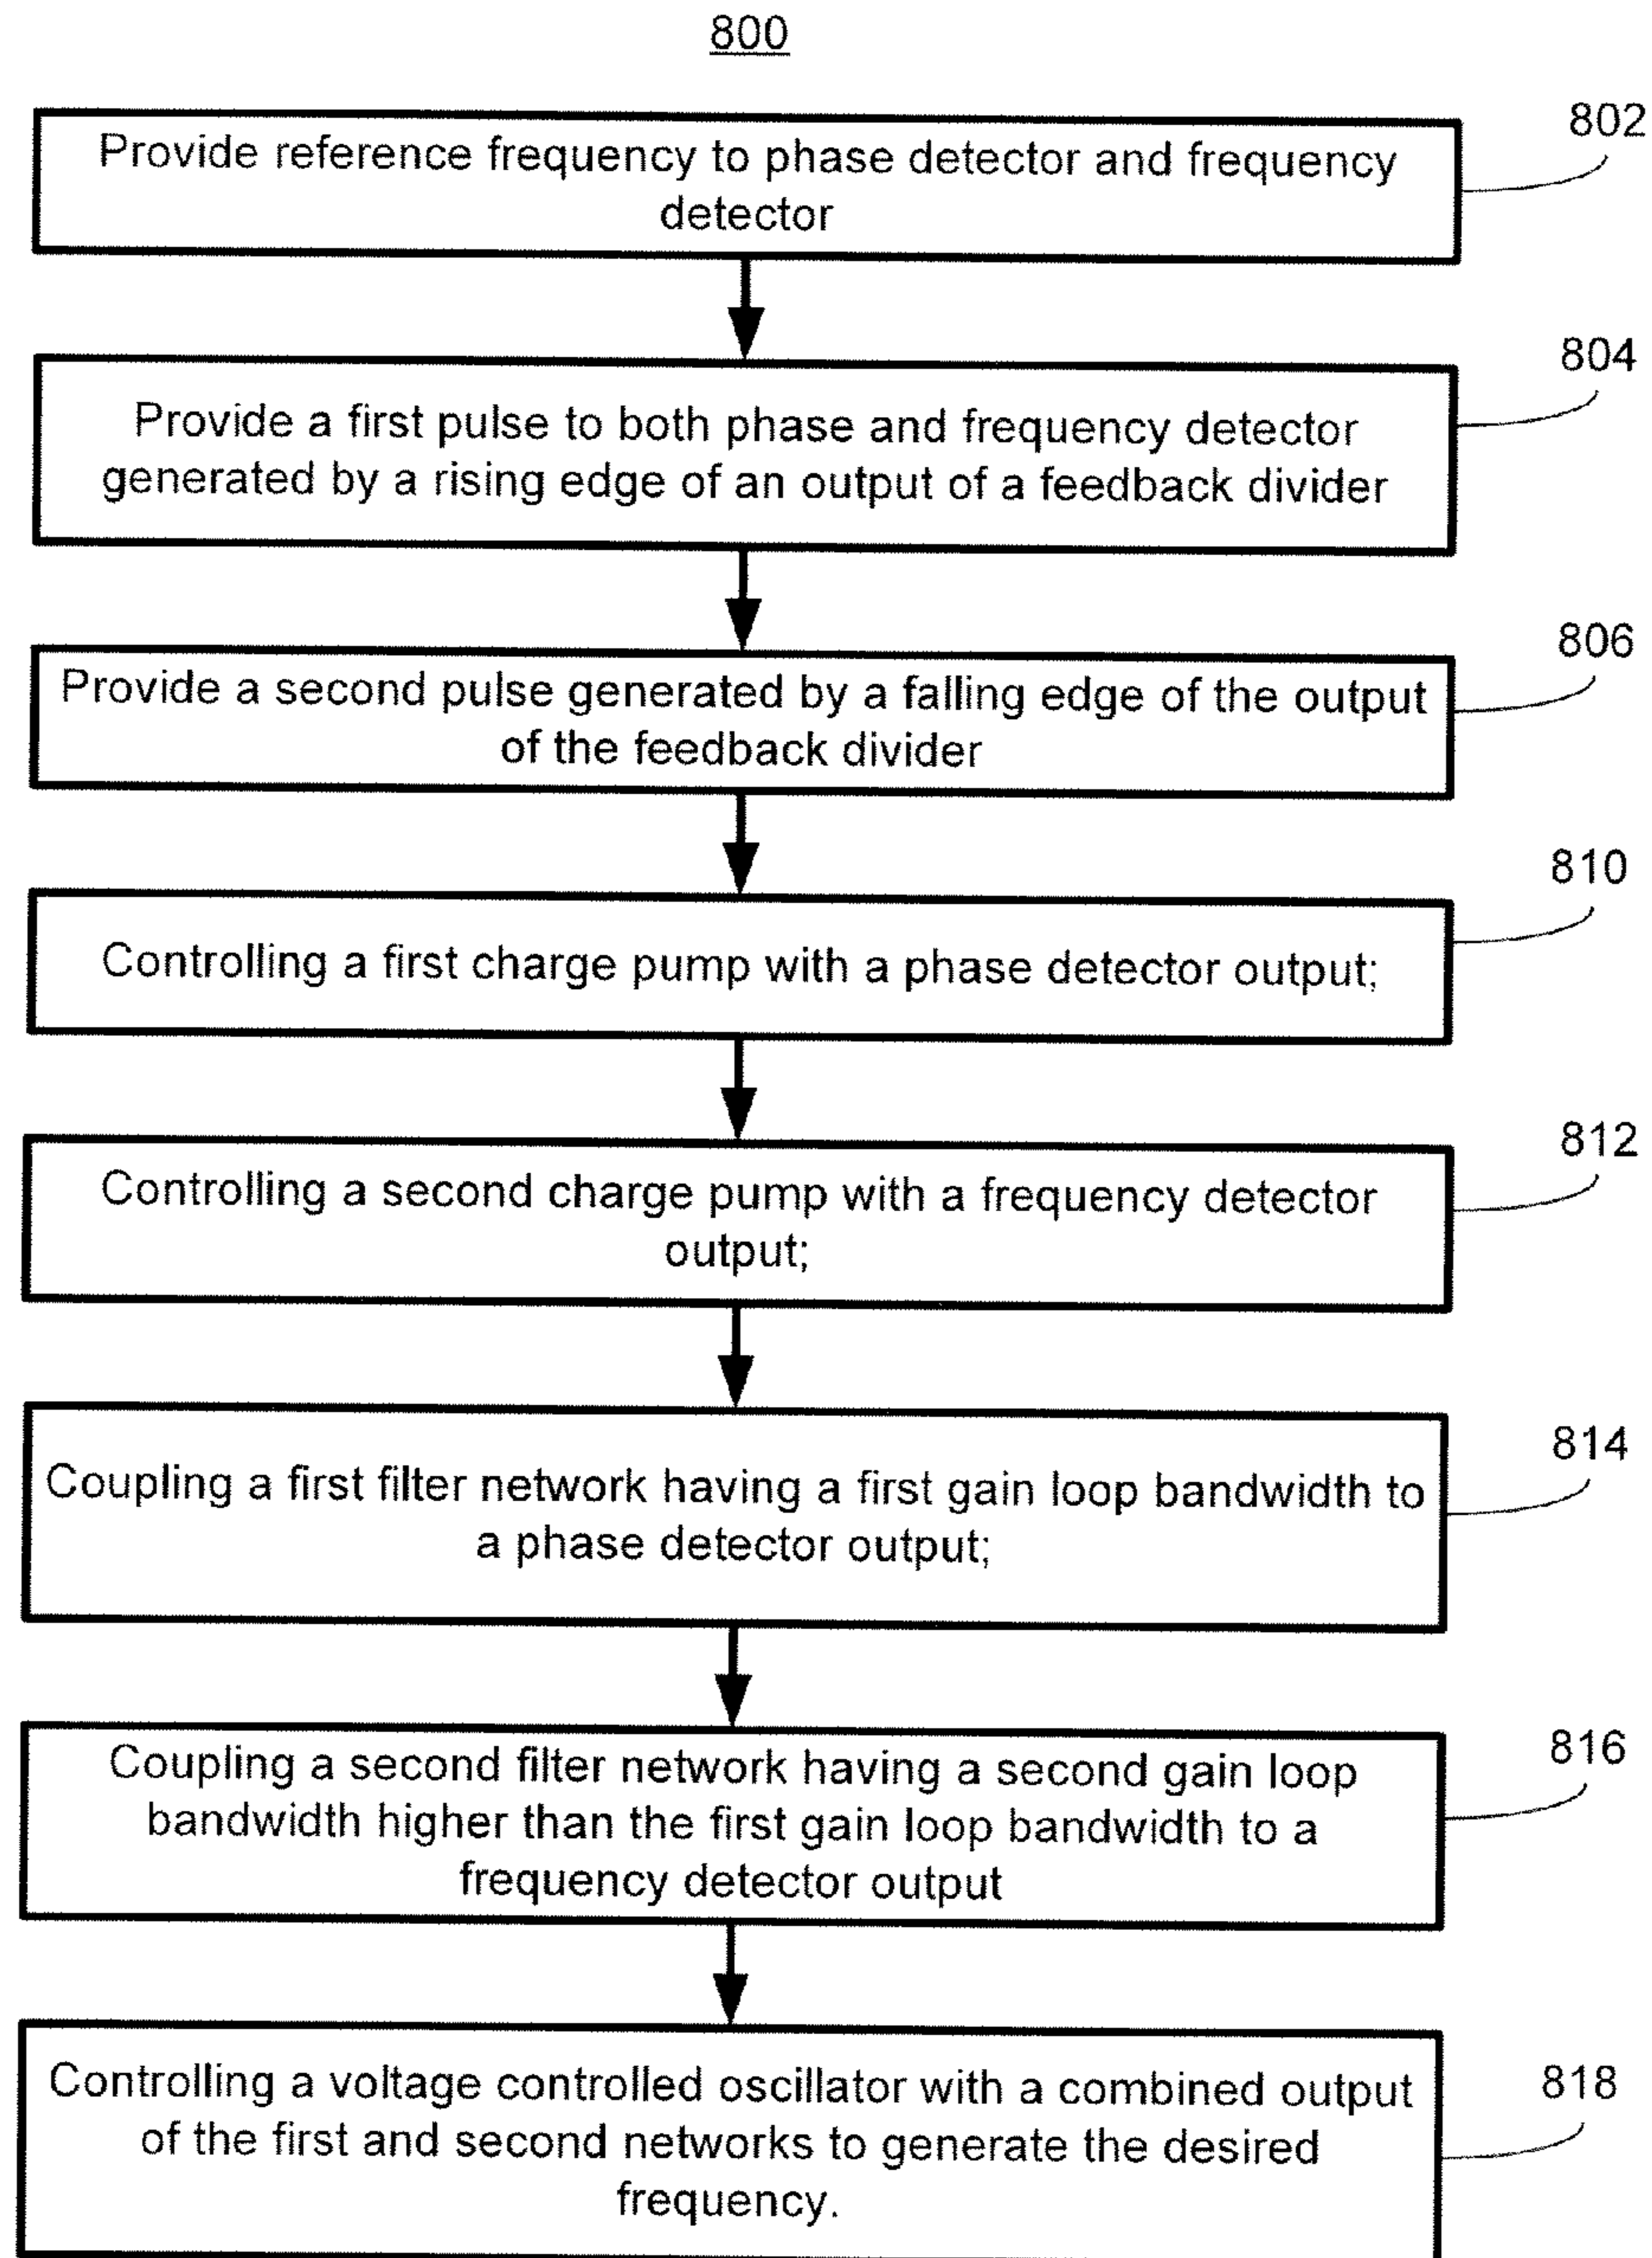 800
802
Provide reference frequency to phase detector and frequency
detector
804
Provide a first pulse to both phase and frequency detector
generated by a rising edge of an output of a feedback divider
806
Provide a second pulse generated by a falling edge of the output
of the feedback divider
810
Controlling a first charge pump with a phase detector output;
812
Controlling a second charge pump with a frequency detector
output;
814
Coupling a first filter network having a first gain loop bandwidth to
a phase detector output;
816
Coupling a second filter network having a second gain loop
bandwidth higher than the first gain loop bandwidth to a
frequency detector output
818
Controlling a voltage controlled oscillator with a combined output
of the first and second networks to generate the desired
frequency.